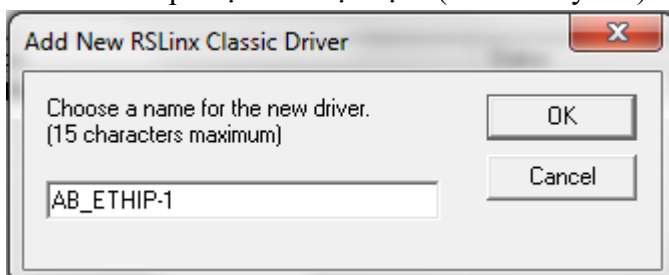 Add New RSLinx Classic Driver
Choose a name for the new driver.
(15 characters maximum)
OK
Cancel
AB_ETHIP-1